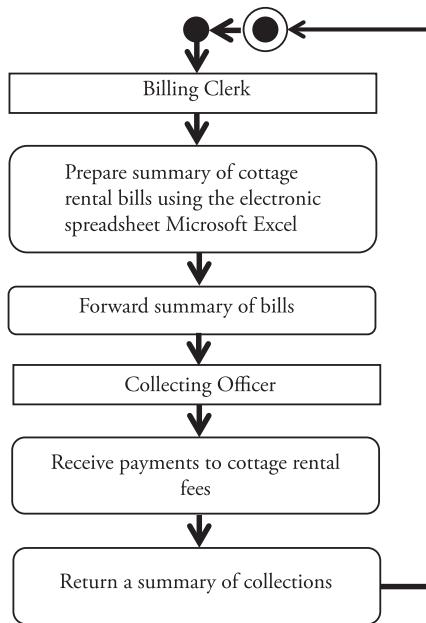 Billing Clerk
Prepare summary of cottage
rental bills using the electronic
spreadsheet Microsoft Excel
Forward summary of bills
Collecting Officer
Receive payments to cottage rental
fees
Return a summary of collections